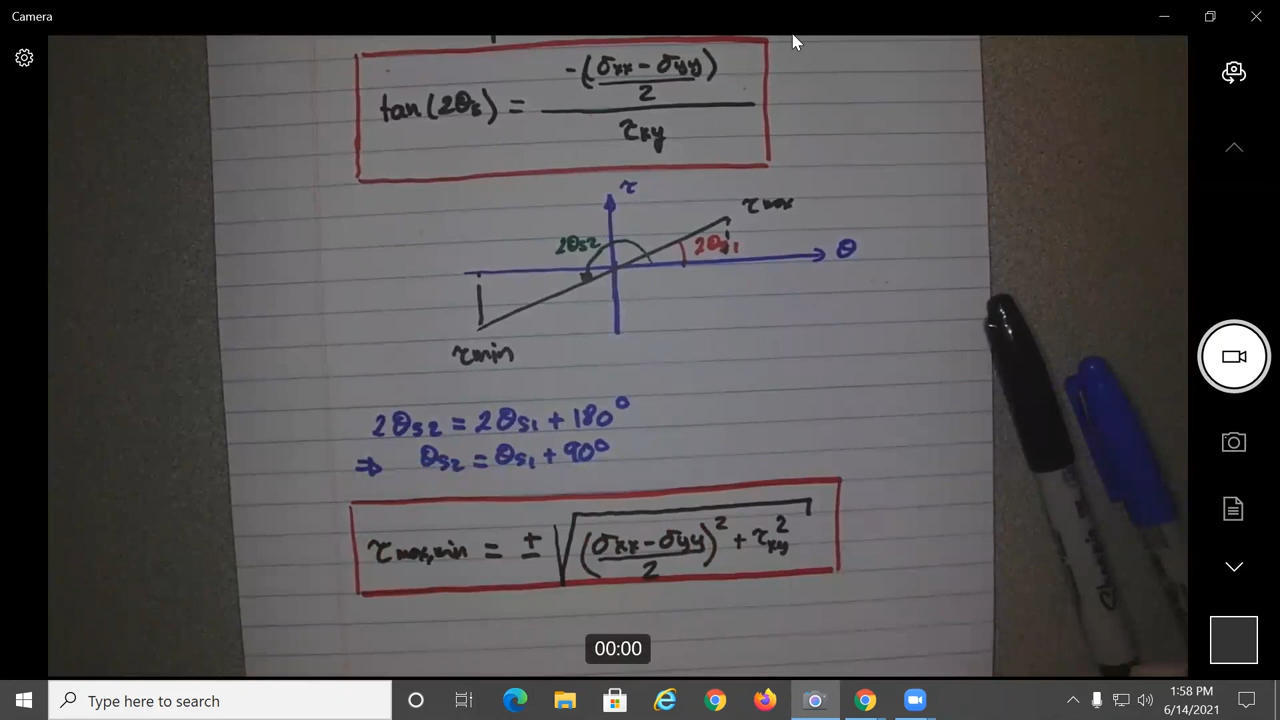 Camera
tan(2θs) = -(σxx - σyy)/2 / τxy
τ
τmax
2θs2
2θs1
θ
τmin
2θs2 = 2θs1 + 180°
⇒ θs2 = θs1 + 90°
τmax,min = ± √((σxx - σyy)/2)² + τxy²
00:00
Type here to search
1:58 PM
6/14/2021